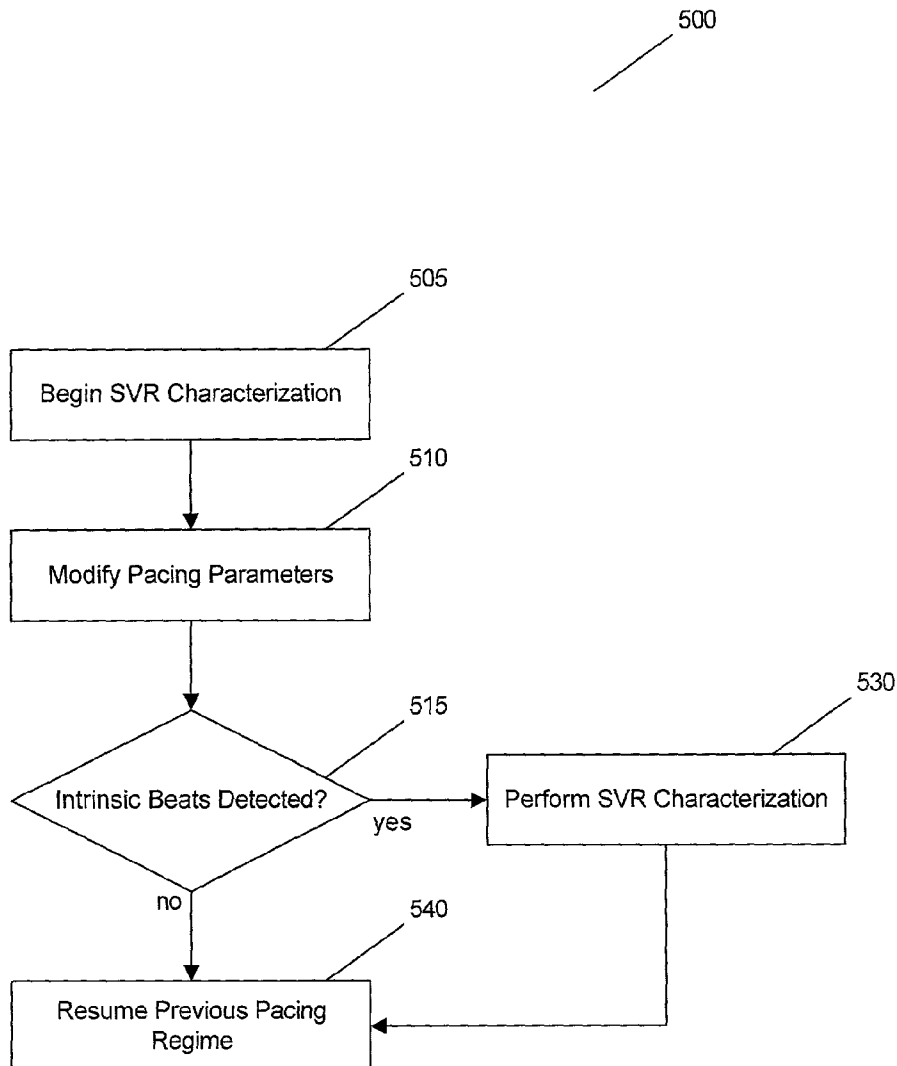 500
505
Begin SVR Characterization
510
Modify Pacing Parameters
515
530
Intrinsic Beats Detected?
yes
Perform SVR Characterization
no
540
Resume Previous Pacing
Regime